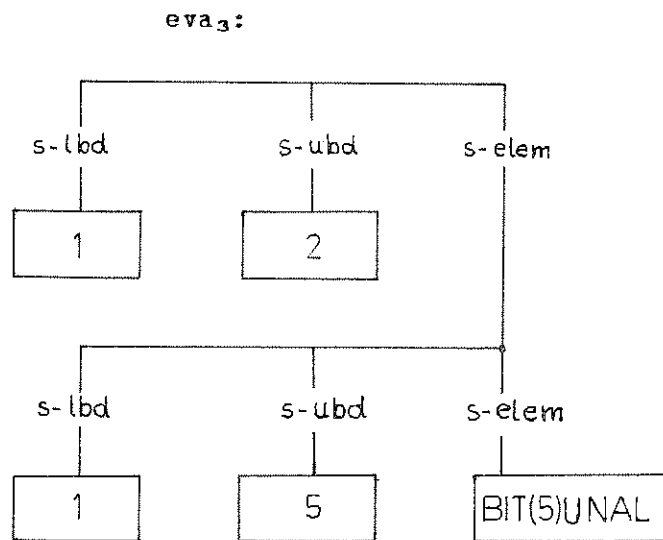 eva₃:
s-lbd s-ubd s-elem
1 2
s-lbd s-ubd s-elem
1 5 BIT(5)UNAL